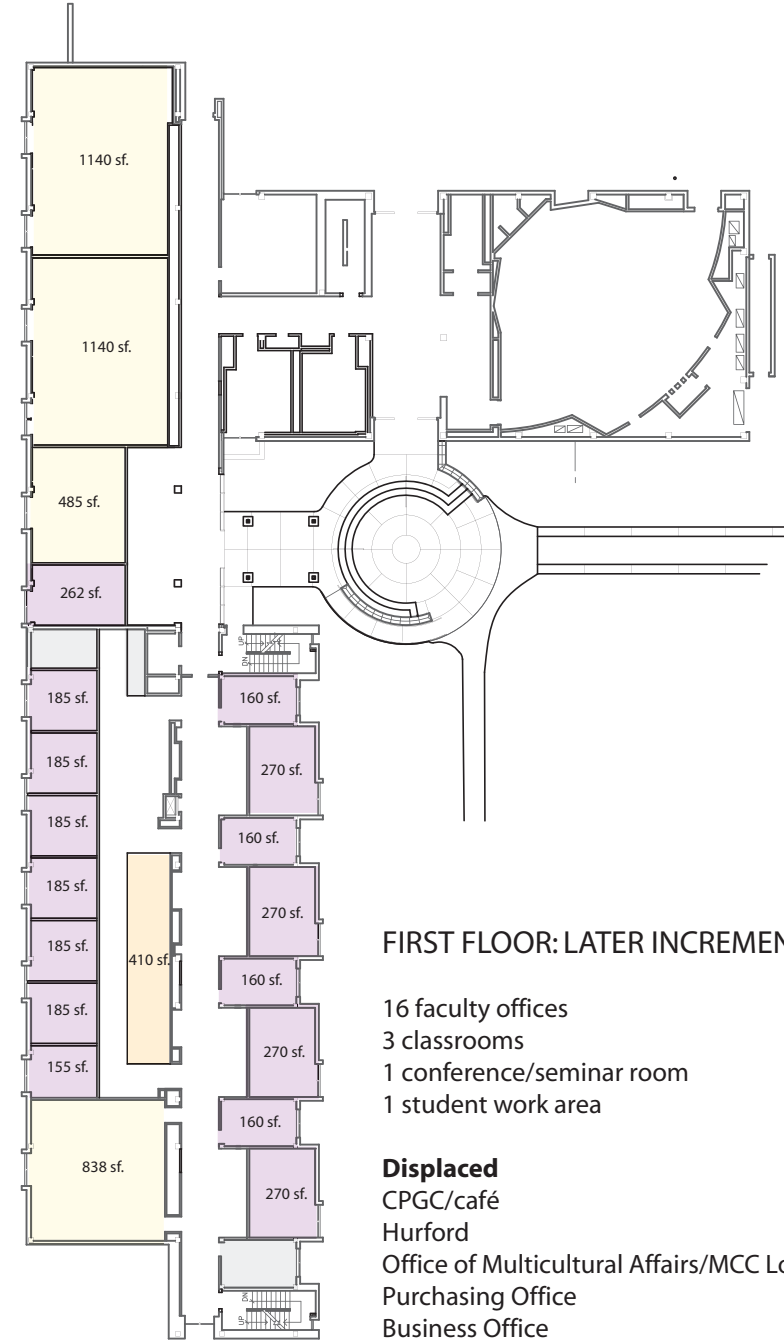 1140 sf.
1140 sf.
485 sf.
262 sf.
UP
DN
185 sf.
160 sf.
185 sf.
270 sf.
185 sf.
160 sf.
185 sf.
270 sf.
185 sf.
410 sf.
160 sf.
185 sf.
270 sf.
155 sf.
160 sf.
838 sf.
270 sf.
DN
UP
FIRST FLOOR: LATER INCREMEN
16 faculty offices
3 classrooms
1 conference/seminar room
1 student work area
Displaced
CPGC/café
Hurford
Office of Multicultural Affairs/MCC Lo
Purchasing Office
Business Office